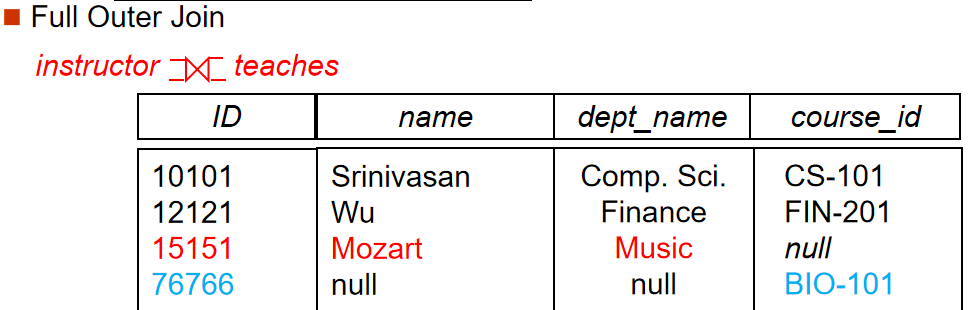 Full Outer Join
instructor ⟗ teaches
ID name dept_name course_id
10101 Srinivasan Comp. Sci. CS-101
12121 Wu Finance FIN-201
15151 Mozart Music null
76766 null null BIO-101